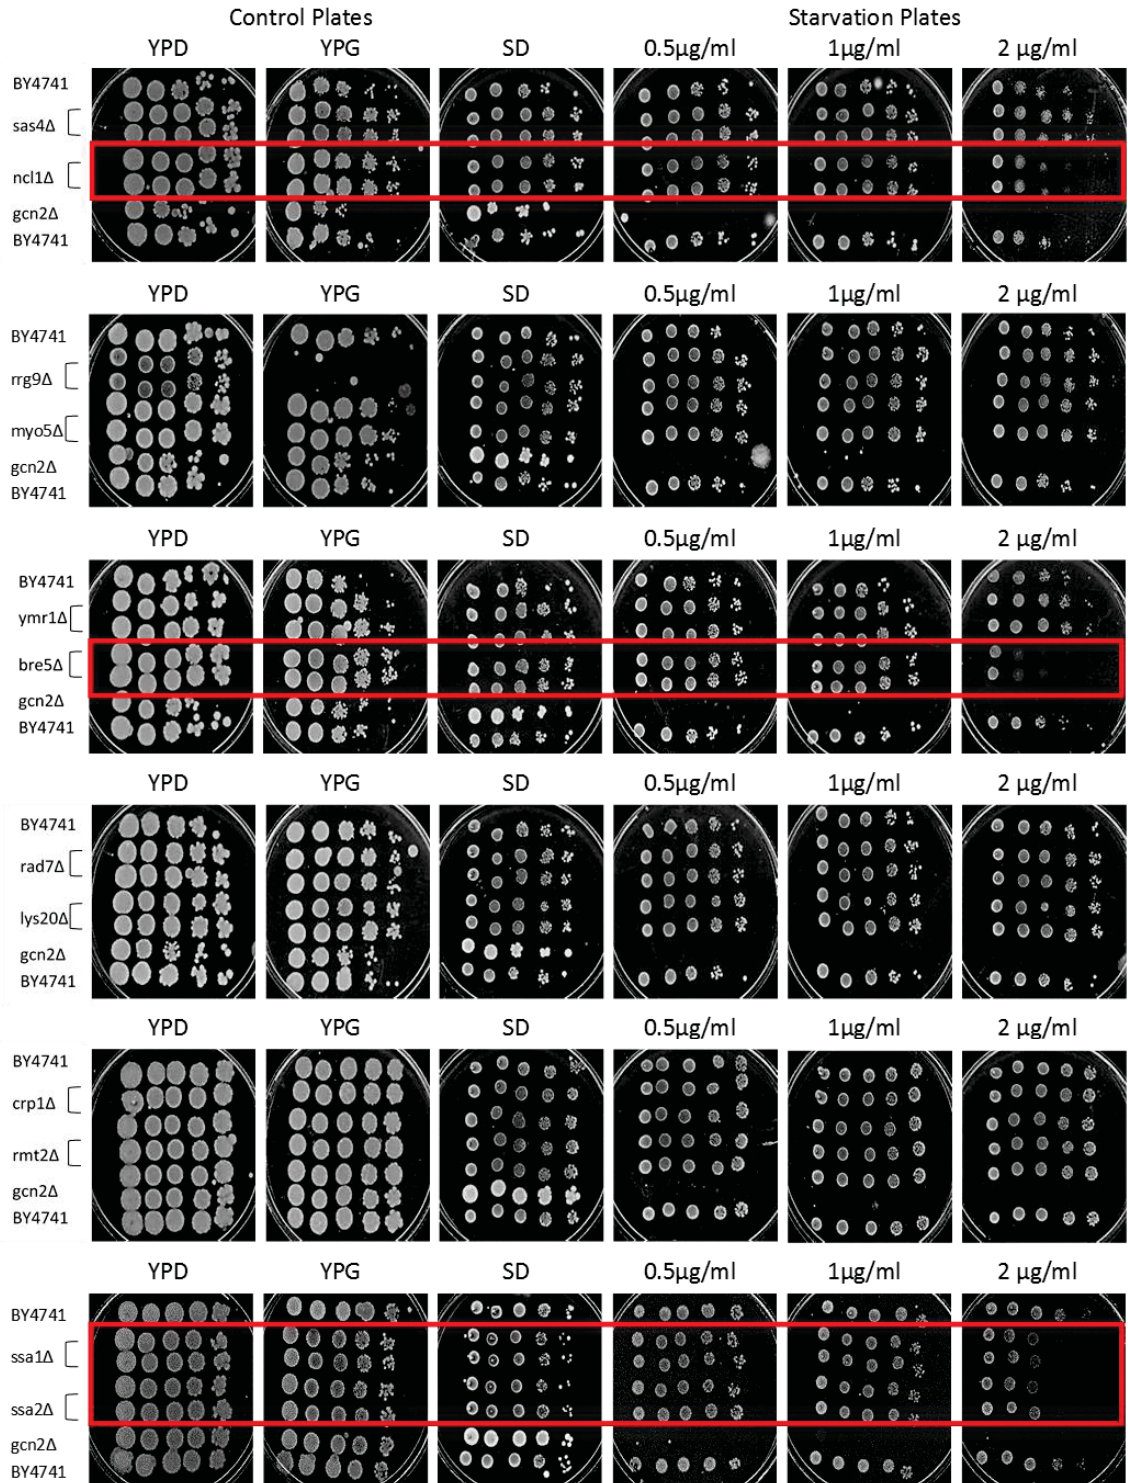 Control Plates Starvation Plates
YPD YPG SD 0.5µg/ml 1µg/ml 2 µg/ml
BY4741
sas4Δ
ncl1Δ
gcn2Δ
BY4741
YPD YPG SD 0.5µg/ml 1µg/ml 2 µg/ml
BY4741
rrg9Δ
myo5Δ
gcn2Δ
BY4741
YPD YPG SD 0.5µg/ml 1µg/ml 2 µg/ml
BY4741
ymr1Δ
bre5Δ
gcn2Δ
BY4741
YPD YPG SD 0.5µg/ml 1µg/ml 2 µg/ml
BY4741
rad7Δ
lys20Δ
gcn2Δ
BY4741
YPD YPG SD 0.5µg/ml 1µg/ml 2 µg/ml
BY4741
crp1Δ
rmt2Δ
gcn2Δ
BY4741
YPD YPG SD 0.5µg/ml 1µg/ml 2 µg/ml
BY4741
ssa1Δ
ssa2Δ
gcn2Δ
BY4741